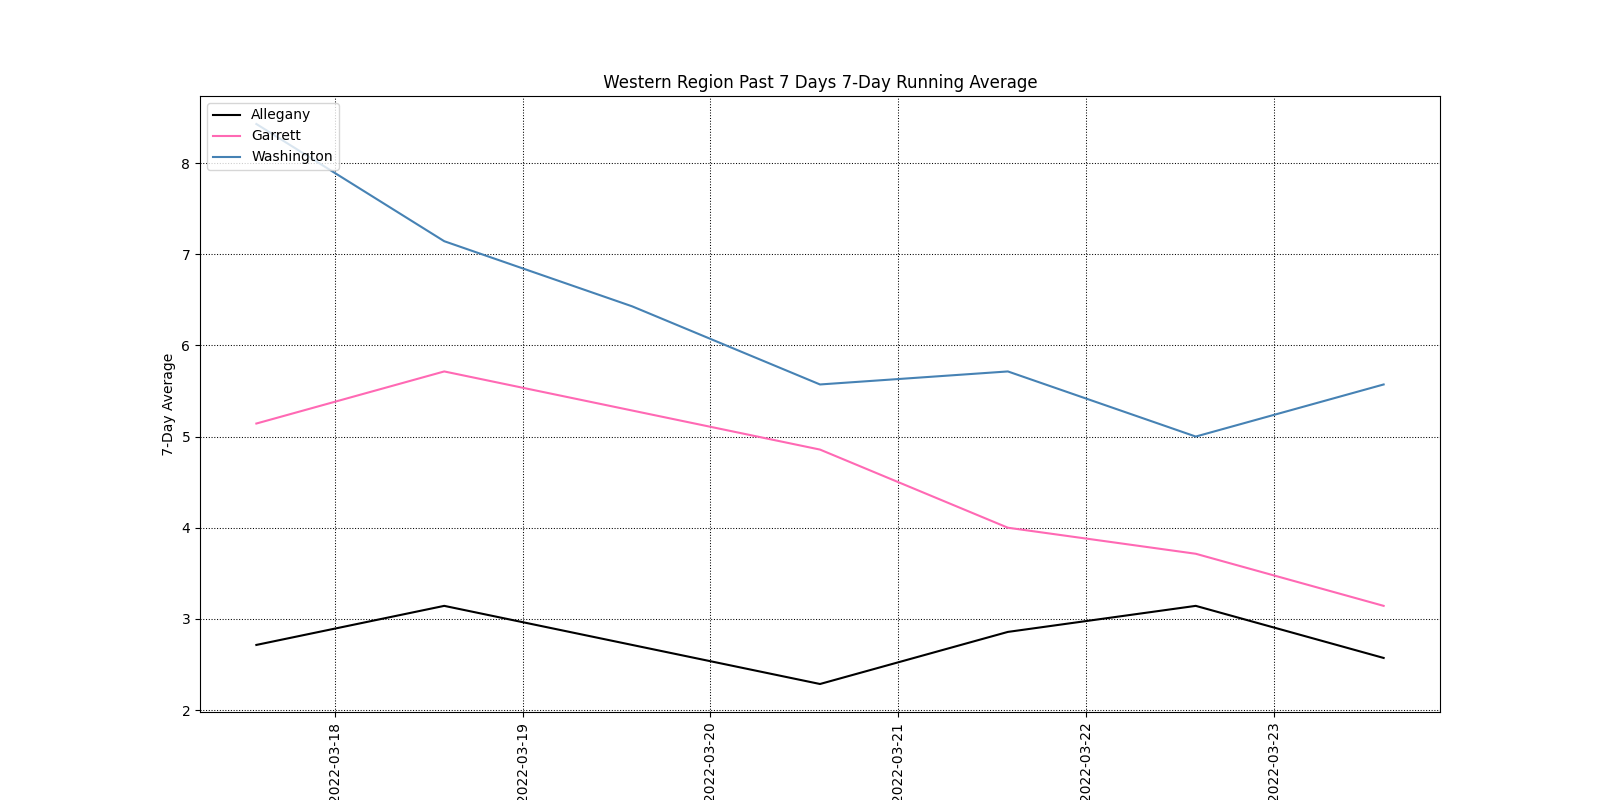 Western Region Past 7 Days 7-Day Running Average
Allegany
Garrett
Washington
7-Day Average
8
7
6
5
4
3
2
2022-03-18
2022-03-19
2022-03-20
2022-03-21
2022-03-22
2022-03-23